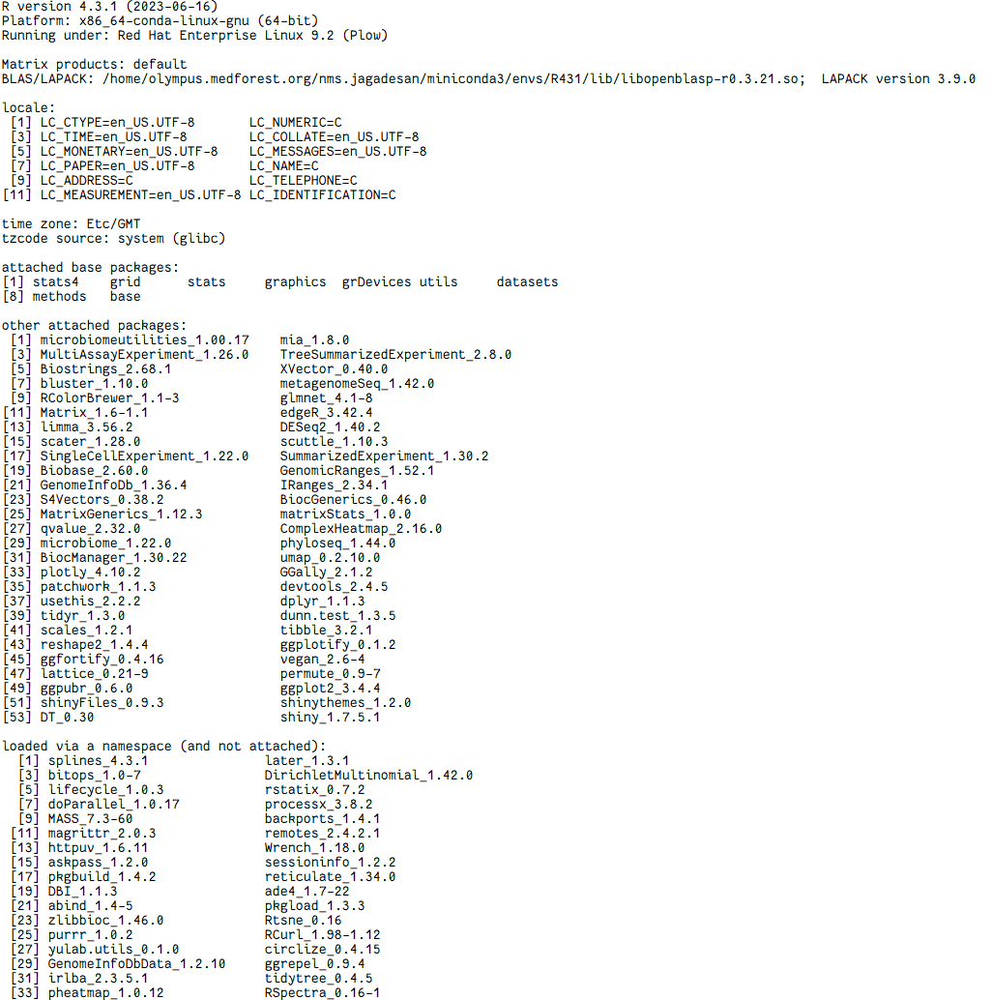 R version 4.3.1 (2023-06-16)
Platform: x86_64-conda-linux-gnu (64-bit)
Running under: Red Hat Enterprise Linux 9.2 (Plow)
Matrix products: default
BLAS/LAPACK: /home/olympus.medforest.org/nms.jagadesan/miniconda3/envs/R431/lib/libopenblasp-r0.3.21.so;  LAPACK version 3.9.0
locale:
 [1] LC_CTYPE=en_US.UTF-8       LC_NUMERIC=C
 [3] LC_TIME=en_US.UTF-8        LC_COLLATE=en_US.UTF-8
 [5] LC_MONETARY=en_US.UTF-8    LC_MESSAGES=en_US.UTF-8
 [7] LC_PAPER=en_US.UTF-8       LC_NAME=C
 [9] LC_ADDRESS=C               LC_TELEPHONE=C
[11] LC_MEASUREMENT=en_US.UTF-8 LC_IDENTIFICATION=C
time zone: Etc/GMT
tzcode source: system (glibc)
attached base packages:
[1] stats4    grid      stats     graphics  grDevices utils     datasets
[8] methods   base
other attached packages:
 [1] microbiomeutilities_1.00.17    mia_1.8.0
 [3] MultiAssayExperiment_1.26.0    TreeSummarizedExperiment_2.8.0
 [5] Biostrings_2.68.1              XVector_0.40.0
 [7] bluster_1.10.0                 metagenomeSeq_1.42.0
 [9] RColorBrewer_1.1-3             glmnet_4.1-8
[11] Matrix_1.6-1.1                 edgeR_3.42.4
[13] limma_3.56.2                   DESeq2_1.40.2
[15] scater_1.28.0                  scuttle_1.10.3
[17] SingleCellExperiment_1.22.0    SummarizedExperiment_1.30.2
[19] Biobase_2.60.0                 GenomicRanges_1.52.1
[21] GenomeInfoDb_1.36.4            IRanges_2.34.1
[23] S4Vectors_0.38.2               BiocGenerics_0.46.0
[25] MatrixGenerics_1.12.3          matrixStats_1.0.0
[27] qvalue_2.32.0                  ComplexHeatmap_2.16.0
[29] microbiome_1.22.0              phyloseq_1.44.0
[31] BiocManager_1.30.22            umap_0.2.10.0
[33] plotly_4.10.2                  GGally_2.1.2
[35] patchwork_1.1.3                devtools_2.4.5
[37] usethis_2.2.2                  dplyr_1.1.3
[39] tidyr_1.3.0                    dunn.test_1.3.5
[41] scales_1.2.1                   tibble_3.2.1
[43] reshape2_1.4.4                 ggplotify_0.1.2
[45] ggfortify_0.4.16               vegan_2.6-4
[47] lattice_0.21-9                 permute_0.9-7
[49] ggpubr_0.6.0                   ggplot2_3.4.4
[51] shinyFiles_0.9.3               shinythemes_1.2.0
[53] DT_0.30                        shiny_1.7.5.1
loaded via a namespace (and not attached):
  [1] splines_4.3.1               later_1.3.1
  [3] bitops_1.0-7                DirichletMultinomial_1.42.0
  [5] lifecycle_1.0.3             rstatix_0.7.2
  [7] doParallel_1.0.17           processx_3.8.2
  [9] MASS_7.3-60                 backports_1.4.1
 [11] magrittr_2.0.3              remotes_2.4.2.1
 [13] httpuv_1.6.11               Wrench_1.18.0
 [15] askpass_1.2.0               sessioninfo_1.2.2
 [17] pkgbuild_1.4.2              reticulate_1.34.0
 [19] DBI_1.1.3                   ade4_1.7-22
 [21] abind_1.4-5                 pkgload_1.3.3
 [23] zlibbioc_1.46.0             Rtsne_0.16
 [25] purrr_1.0.2                 RCurl_1.98-1.12
 [27] yulab.utils_0.1.0           circlize_0.4.15
 [29] GenomeInfoDbData_1.2.10     ggrepel_0.9.4
 [31] irlba_2.3.5.1               tidytree_0.4.5
 [33] pheatmap_1.0.12             RSpectra_0.16-1